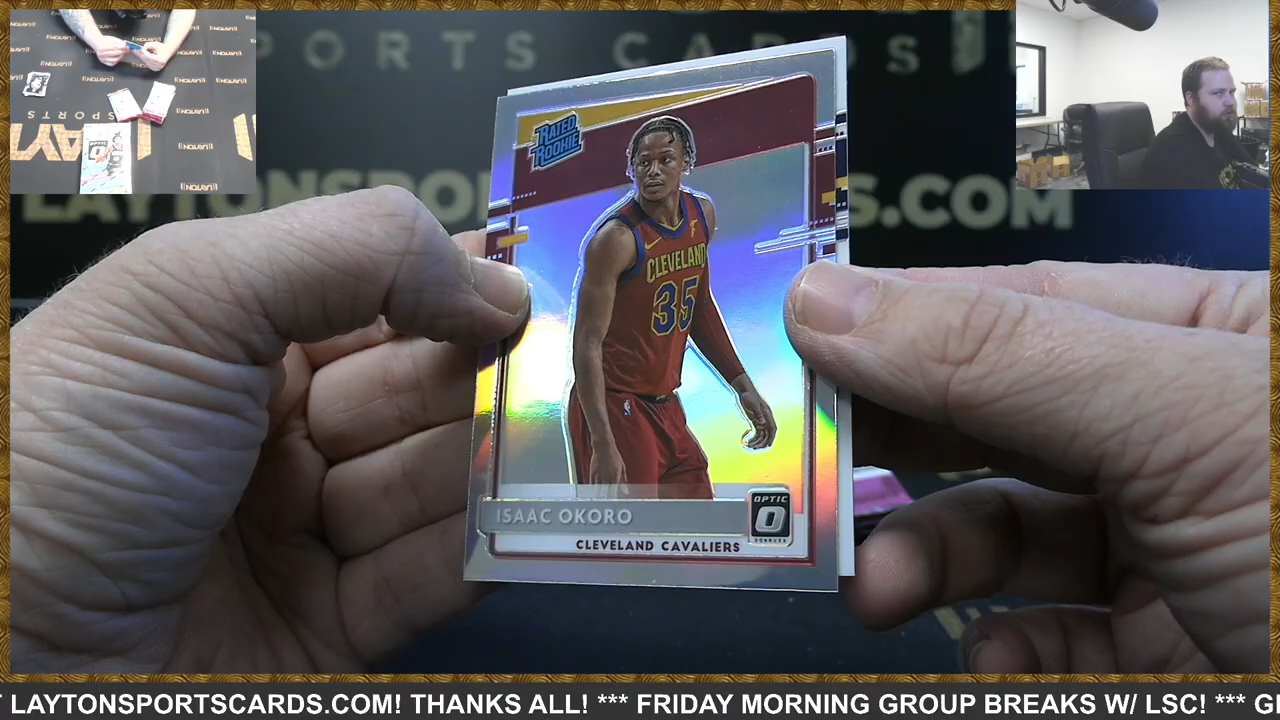 SPORTS CARDS
LAYTONSPORTSCARDS.COM
RATED
ROOKIE
CLEVELAND
35
ISAAC OKORO
OPTIC
DONRUSS
CLEVELAND CAVALIERS
LAYTONSPORTSCARDS.COM! THANKS ALL! *** FRIDAY MORNING GROUP BREAKS W/ LSC! ***